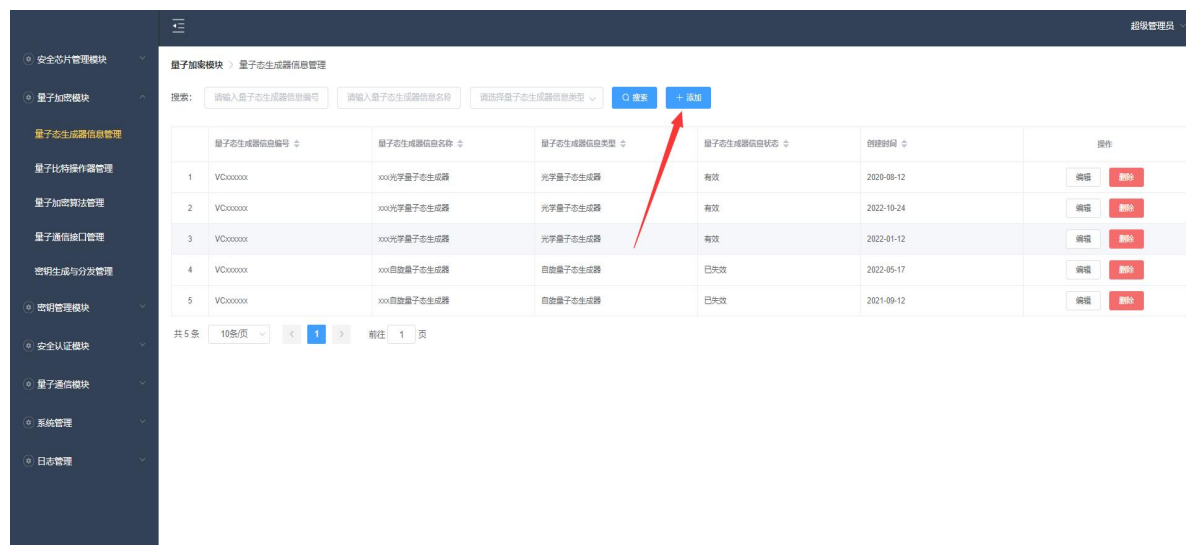 超级管理员
安全芯片管理模块
量子加密模块
量子态生成器信息管理
量子比特操作器管理
量子加密算法管理
量子通信接口管理
密钥生成与分发管理
密钥管理模块
安全认证模块
量子通信模块
系统管理
日志管理
量子加密模块 > 量子态生成器信息管理
搜索: 请输入量子态生成器信息编号 请输入量子态生成器信息名称 请选择量子态生成器信息类型 搜索 + 添加
量子态生成器信息编号 量子态生成器信息名称 量子态生成器信息类型 量子态生成器信息状态 创建时间 操作
1 VCxxxxxx xxx光学量子态生成器 光学量子态生成器 有效 2020-08-12 编辑 删除
2 VCxxxxxx xxx光学量子态生成器 光学量子态生成器 有效 2022-10-24 编辑 删除
3 VCxxxxxx xxx光学量子态生成器 光学量子态生成器 有效 2022-01-12 编辑 删除
4 VCxxxxxx xxx自旋量子态生成器 自旋量子态生成器 已失效 2022-05-17 编辑 删除
5 VCxxxxxx xxx自旋量子态生成器 自旋量子态生成器 已失效 2021-09-12 编辑 删除
共 5 条 10条/页 < 1 > 前往 1 页